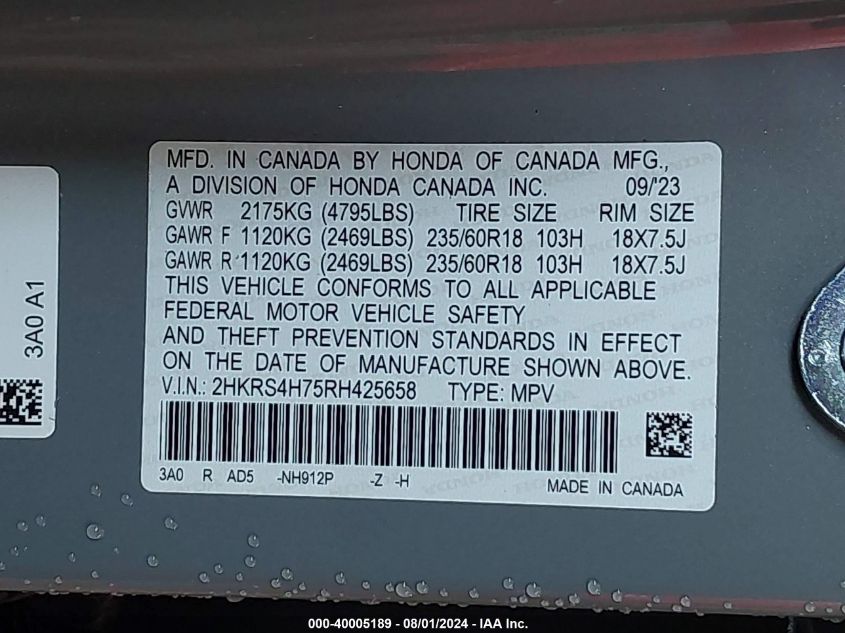 MFD. IN CANADA BY HONDA OF CANADA MFG.,
A DIVISION OF HONDA CANADA INC. 09/'23
GVWR 2175KG (4795LBS) TIRE SIZE RIM SIZE
GAWR F 1120KG (2469LBS) 235/60R18 103H 18X7.5J
GAWR R 1120KG (2469LBS) 235/60R18 103H 18X7.5J
THIS VEHICLE CONFORMS TO ALL APPLICABLE
FEDERAL MOTOR VEHICLE SAFETY
AND THEFT PREVENTION STANDARDS IN EFFECT
ON THE DATE OF MANUFACTURE SHOWN ABOVE.
V.I.N.: 2HKRS4H75RH425658 TYPE: MPV
3A0 R AD5 -NH912P -Z -H
MADE IN CANADA
3A0 A1
000-40005189 - 08/01/2024 - IAA Inc.